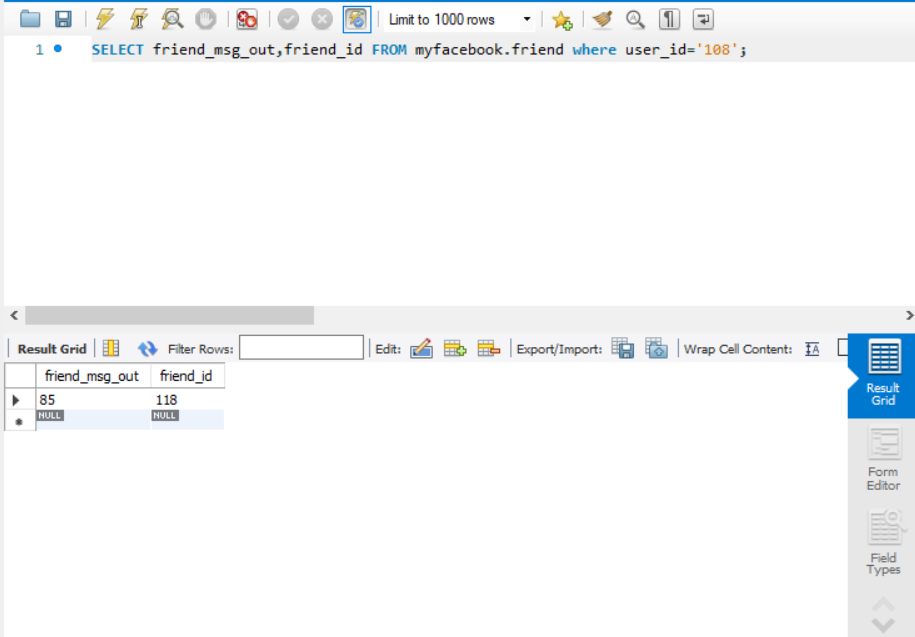 Limit to 1000 rows
1 SELECT friend_msg_out,friend_id FROM myfacebook.friend where user_id='108';
Result Grid Filter Rows: Edit: Export/Import: Wrap Cell Content: IA
friend_msg_out friend_id
85 118
NULL NULL
Result
Grid
Form
Editor
Field
Types